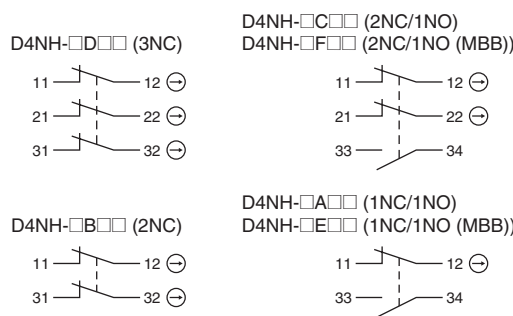 D4NH-□D□□ (3NC)
11 12
21 22
31 32
D4NH-□C□□ (2NC/1NO)
D4NH-□F□□ (2NC/1NO (MBB))
11 12
21 22
33 34
D4NH-□B□□ (2NC)
11 12
31 32
D4NH-□A□□ (1NC/1NO)
D4NH-□E□□ (1NC/1NO (MBB))
11 12
33 34